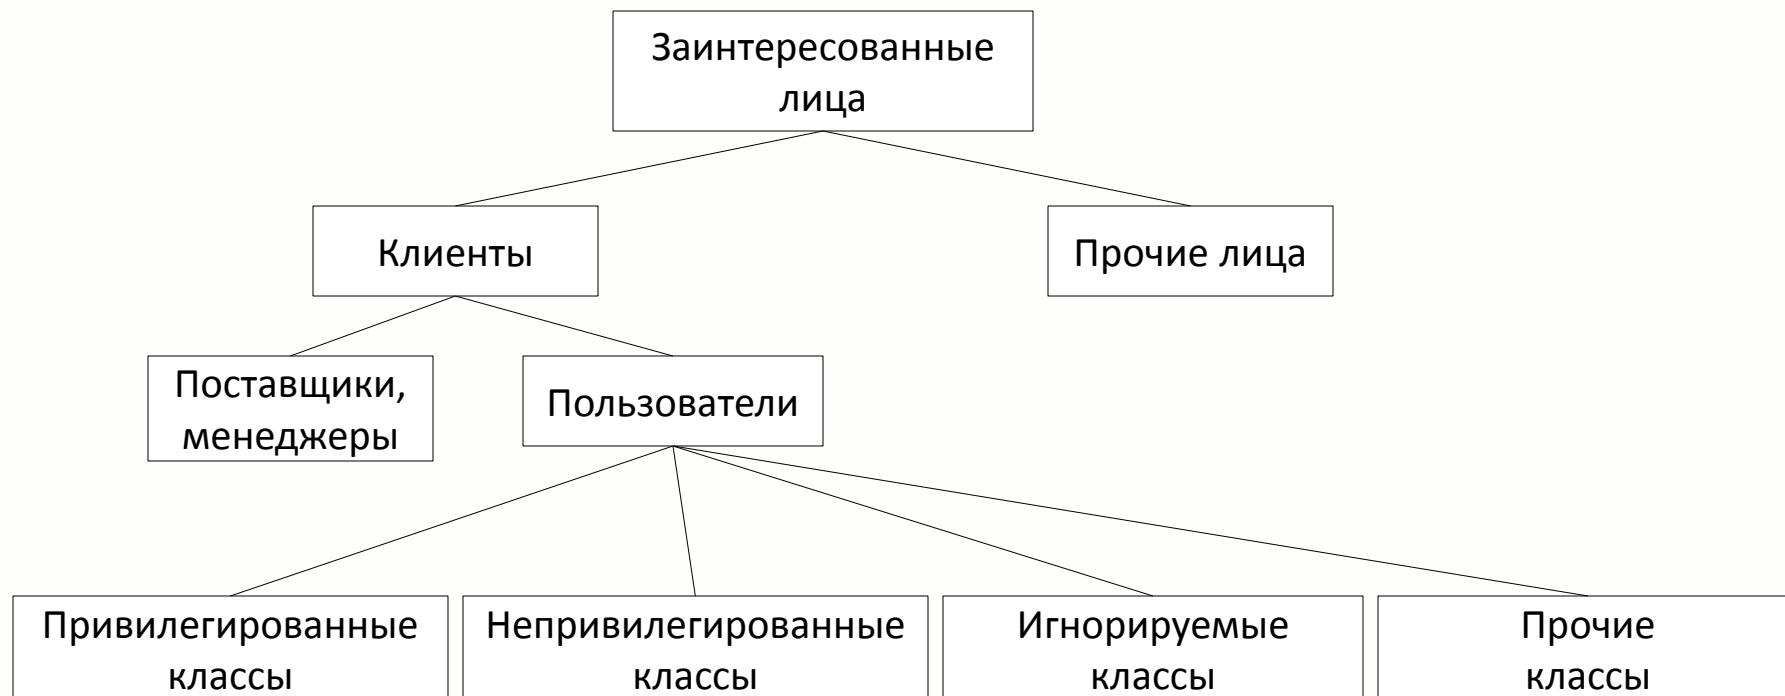 Заинтересованные
лица
Клиенты
Прочие лица
Поставщики,
менеджеры
Пользователи
Привилегированные
классы
Непривилегированные
классы
Игнорируемые
классы
Прочие
классы